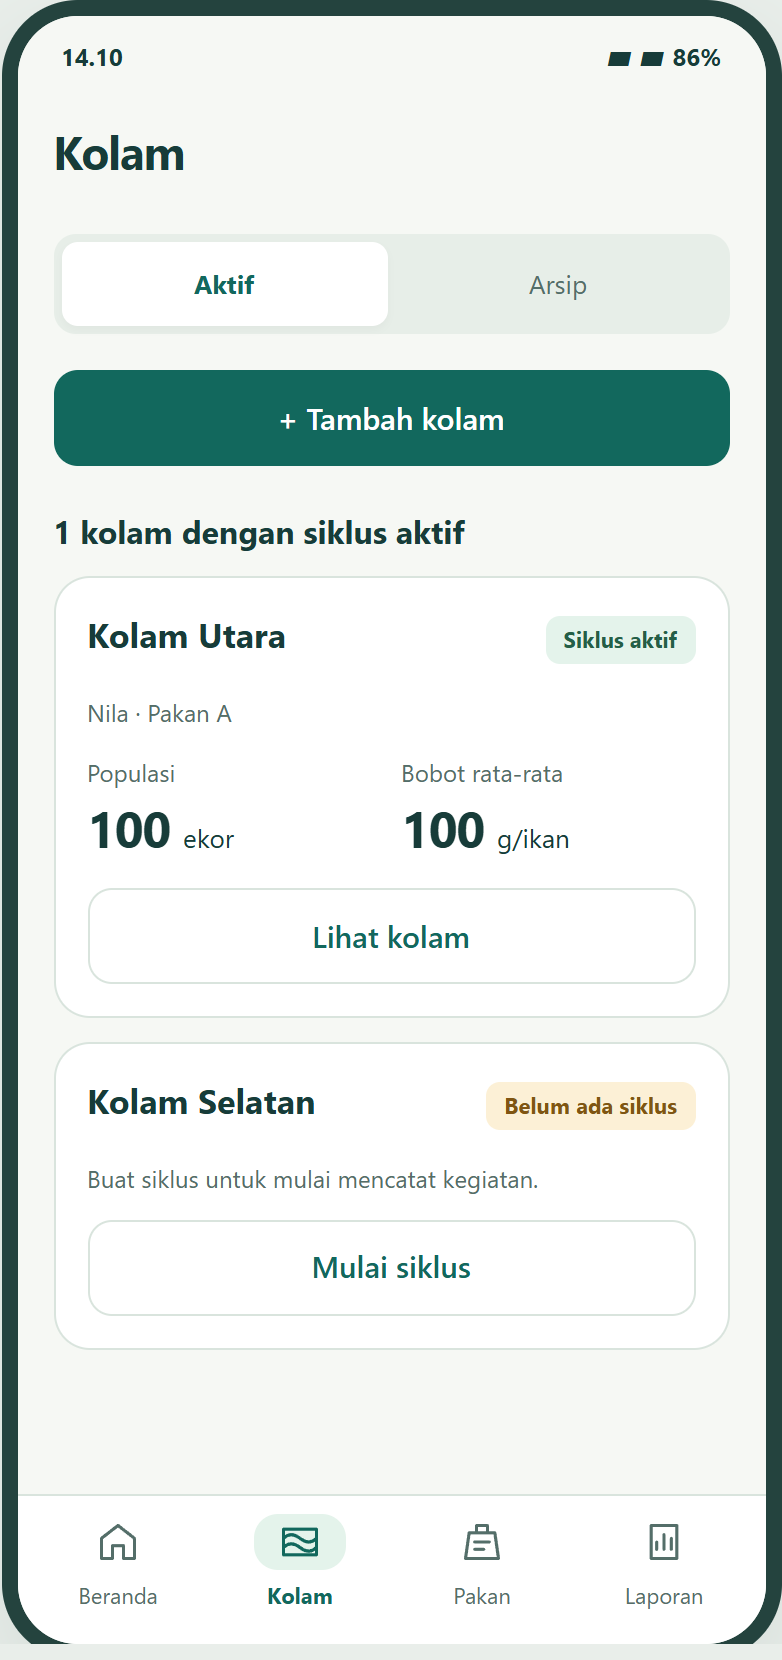 14.10 86%
Kolam
Aktif Arsip
+ Tambah kolam
1 kolam dengan siklus aktif
Kolam Utara Siklus aktif
Nila · Pakan A
Populasi Bobot rata-rata
100 ekor 100 g/ikan
Lihat kolam
Kolam Selatan Belum ada siklus
Buat siklus untuk mulai mencatat kegiatan.
Mulai siklus
Beranda Kolam Pakan Laporan